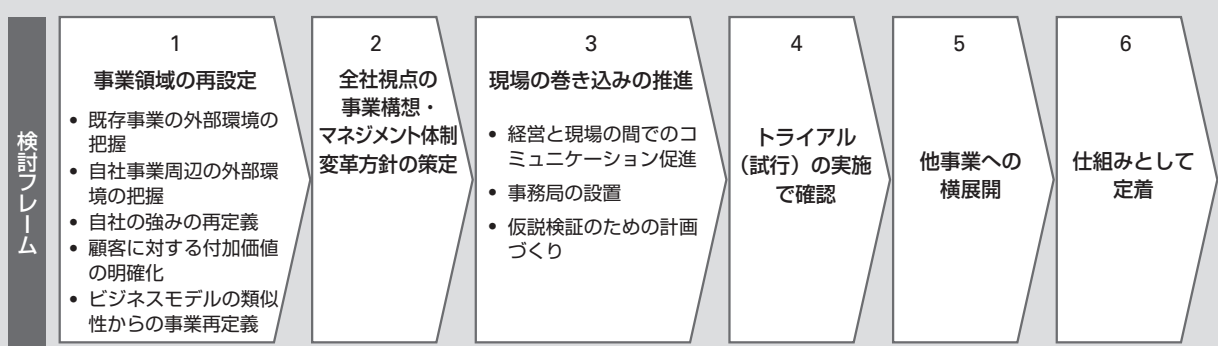 検討フレーム
1
事業領域の再設定
• 既存事業の外部環境の
把握
• 自社事業周辺の外部環
境の把握
• 自社の強みの再定義
• 顧客に対する付加価値
の明確化
• ビジネスモデルの類似
性からの事業再定義
2
全社視点の
事業構想・
マネジメント体制
変革方針の策定
3
現場の巻き込みの推進
• 経営と現場の間でのコ
ミュニケーション促進
• 事務局の設置
• 仮説検証のための計画
づくり
4
トライアル
（試行）の実施
で確認
5
他事業への
横展開
6
仕組みとして
定着